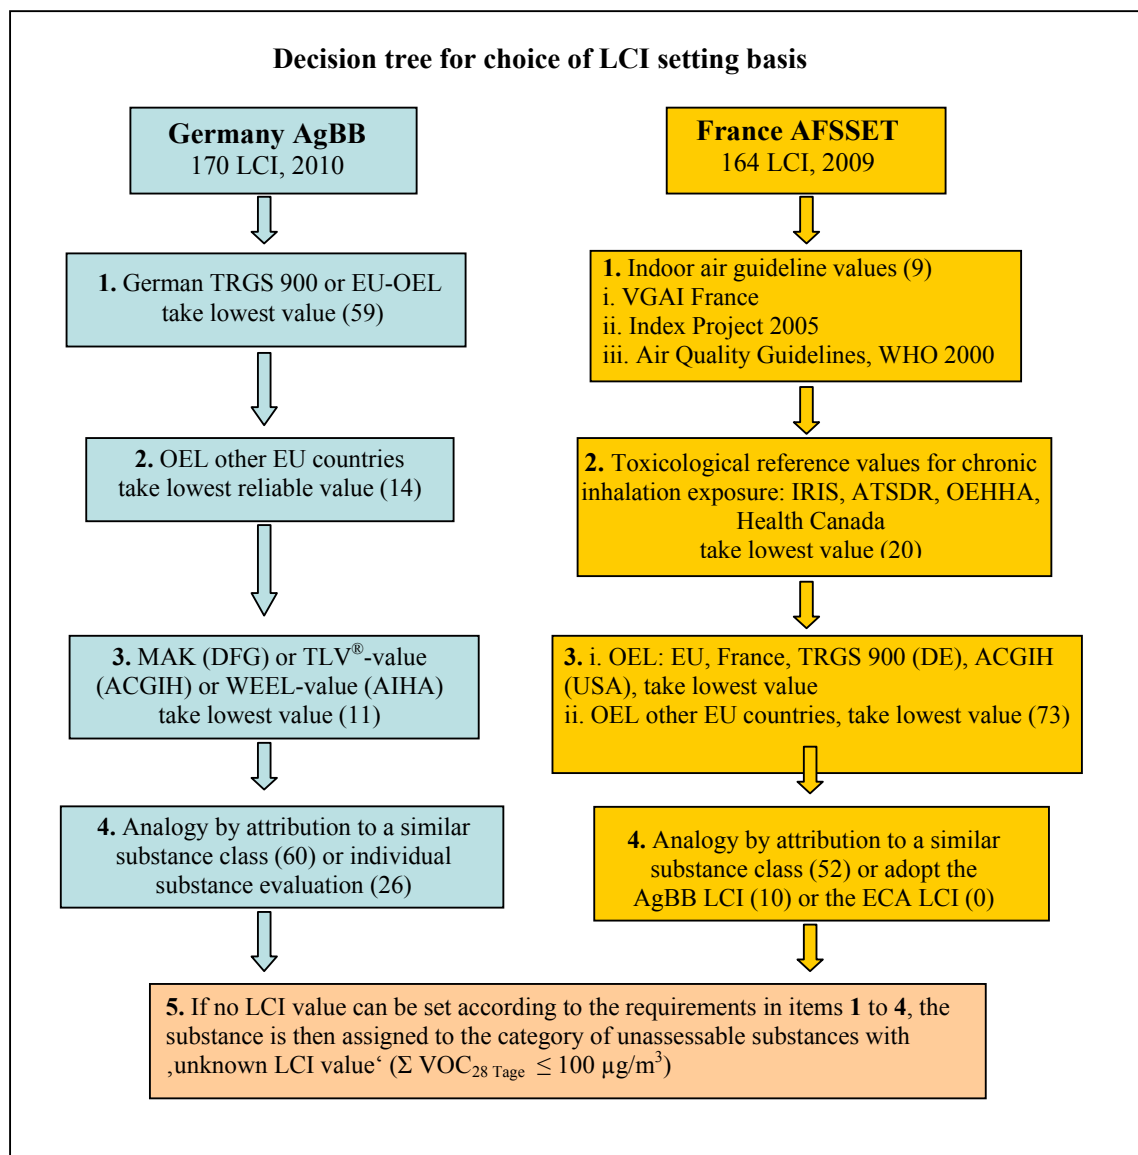 Decision tree for choice of LCI setting basis
Germany AgBB
170 LCI, 2010
1. German TRGS 900 or EU-OEL
take lowest value (59)
2. OEL other EU countries
take lowest reliable value (14)
3. MAK (DFG) or TLV®-value
(ACGIH) or WEEL-value (AIHA)
take lowest value (11)
4. Analogy by attribution to a similar
substance class (60) or individual
substance evaluation (26)
France AFSSET
164 LCI, 2009
1. Indoor air guideline values (9)
i. VGAI France
ii. Index Project 2005
iii. Air Quality Guidelines, WHO 2000
2. Toxicological reference values for chronic
inhalation exposure: IRIS, ATSDR, OEHHA,
Health Canada
take lowest value (20)
3. i. OEL: EU, France, TRGS 900 (DE), ACGIH
(USA), take lowest value
ii. OEL other EU countries, take lowest value (73)
4. Analogy by attribution to a similar
substance class (52) or adopt the
AgBB LCI (10) or the ECA LCI (0)
5. If no LCI value can be set according to the requirements in items 1 to 4, the
substance is then assigned to the category of unassessable substances with
‚unknown LCI value‘ (Σ VOC28 Tage ≤ 100 µg/m³)